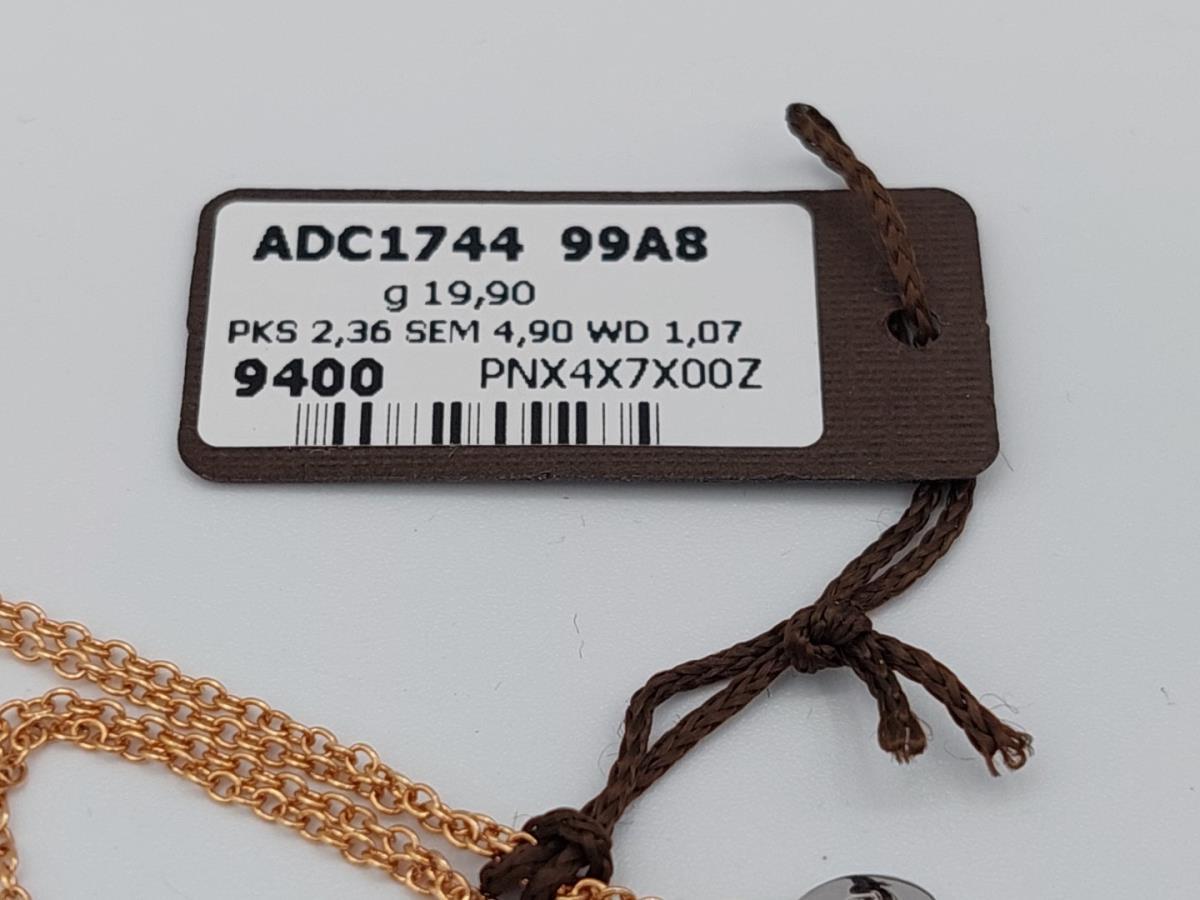 ADC1744 99A8
g 19,90
PKS 2,36 SEM 4,90 WD 1,07
9400 PNX4X7X00Z